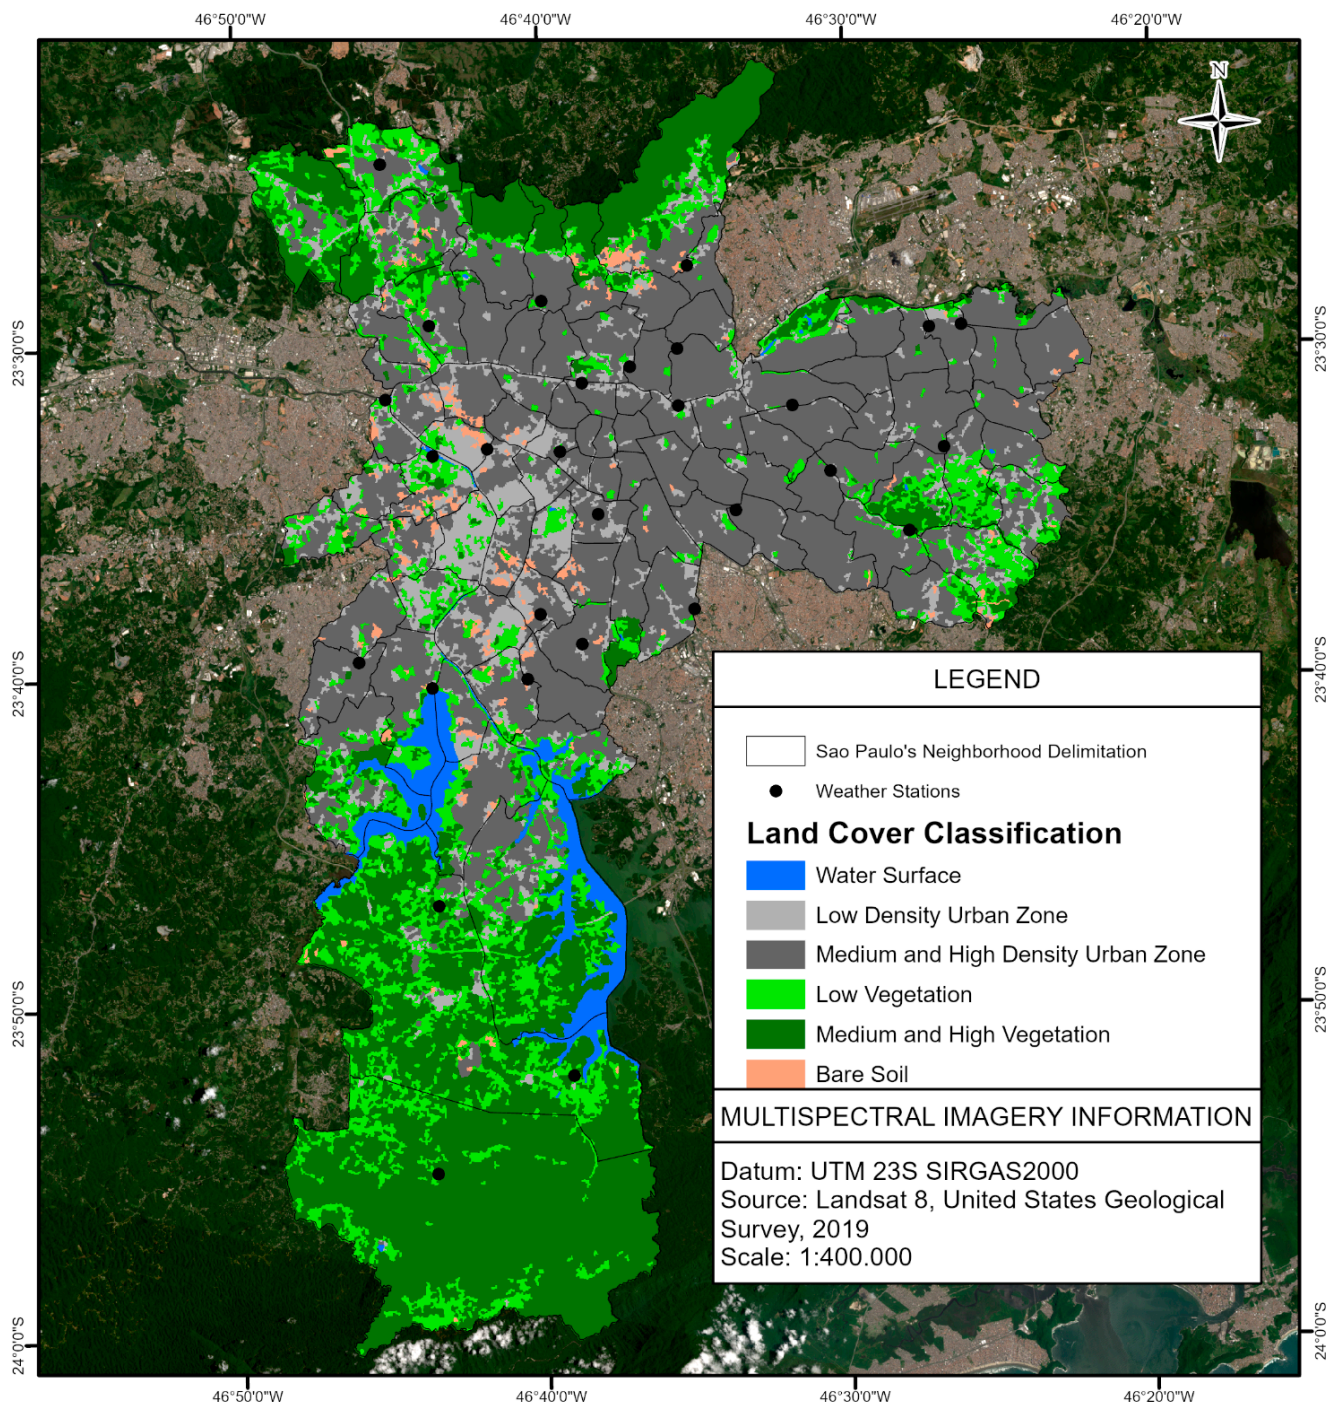 46°50'0"W 46°40'0"W 46°30'0"W 46°20'0"W
N
23°30'0"S 23°30'0"S
23°40'0"S 23°40'0"S
LEGEND
Sao Paulo's Neighborhood Delimitation
Weather Stations
Land Cover Classification
Water Surface
Low Density Urban Zone
Medium and High Density Urban Zone
Low Vegetation
23°50'0"S 23°50'0"S
Medium and High Vegetation
Bare Soil
MULTISPECTRAL IMAGERY INFORMATION
Datum: UTM 23S SIRGAS2000
Source: Landsat 8, United States Geological
Survey, 2019
Scale: 1:400.000
24°0'0"S 24°0'0"S
46°50'0"W 46°40'0"W 46°30'0"W 46°20'0"W